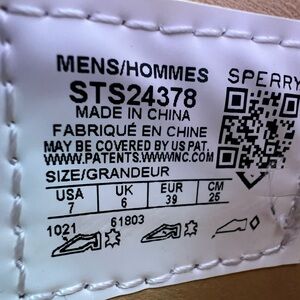 MENS/HOMMES SPERRY
STS24378
MADE IN CHINA
FABRIQUÉ EN CHINE
MAY BE COVERED BY US PAT.
WWW.PATENTS.WWWINC.COM
SIZE/GRANDEUR
USA UK EUR CM
7 6 39 25
1021 61803